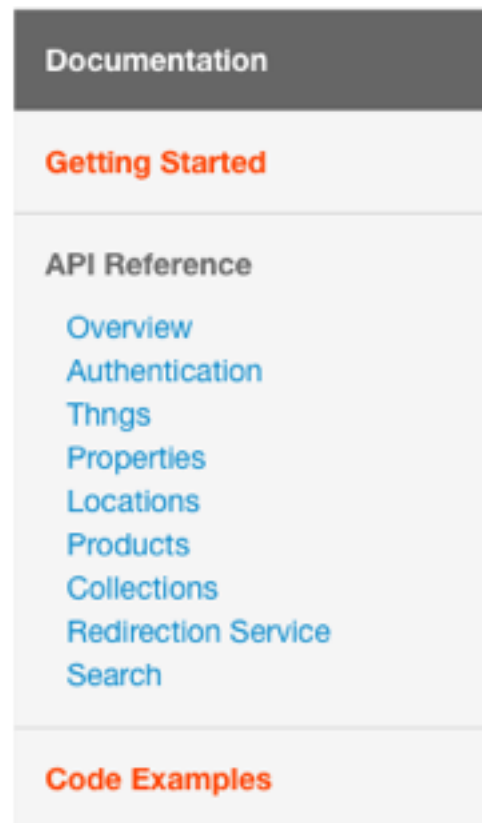 Documentation
Getting Started
API Reference
Overview
Authentication
Thngs
Properties
Locations
Products
Collections
Redirection Service
Search
Code Examples